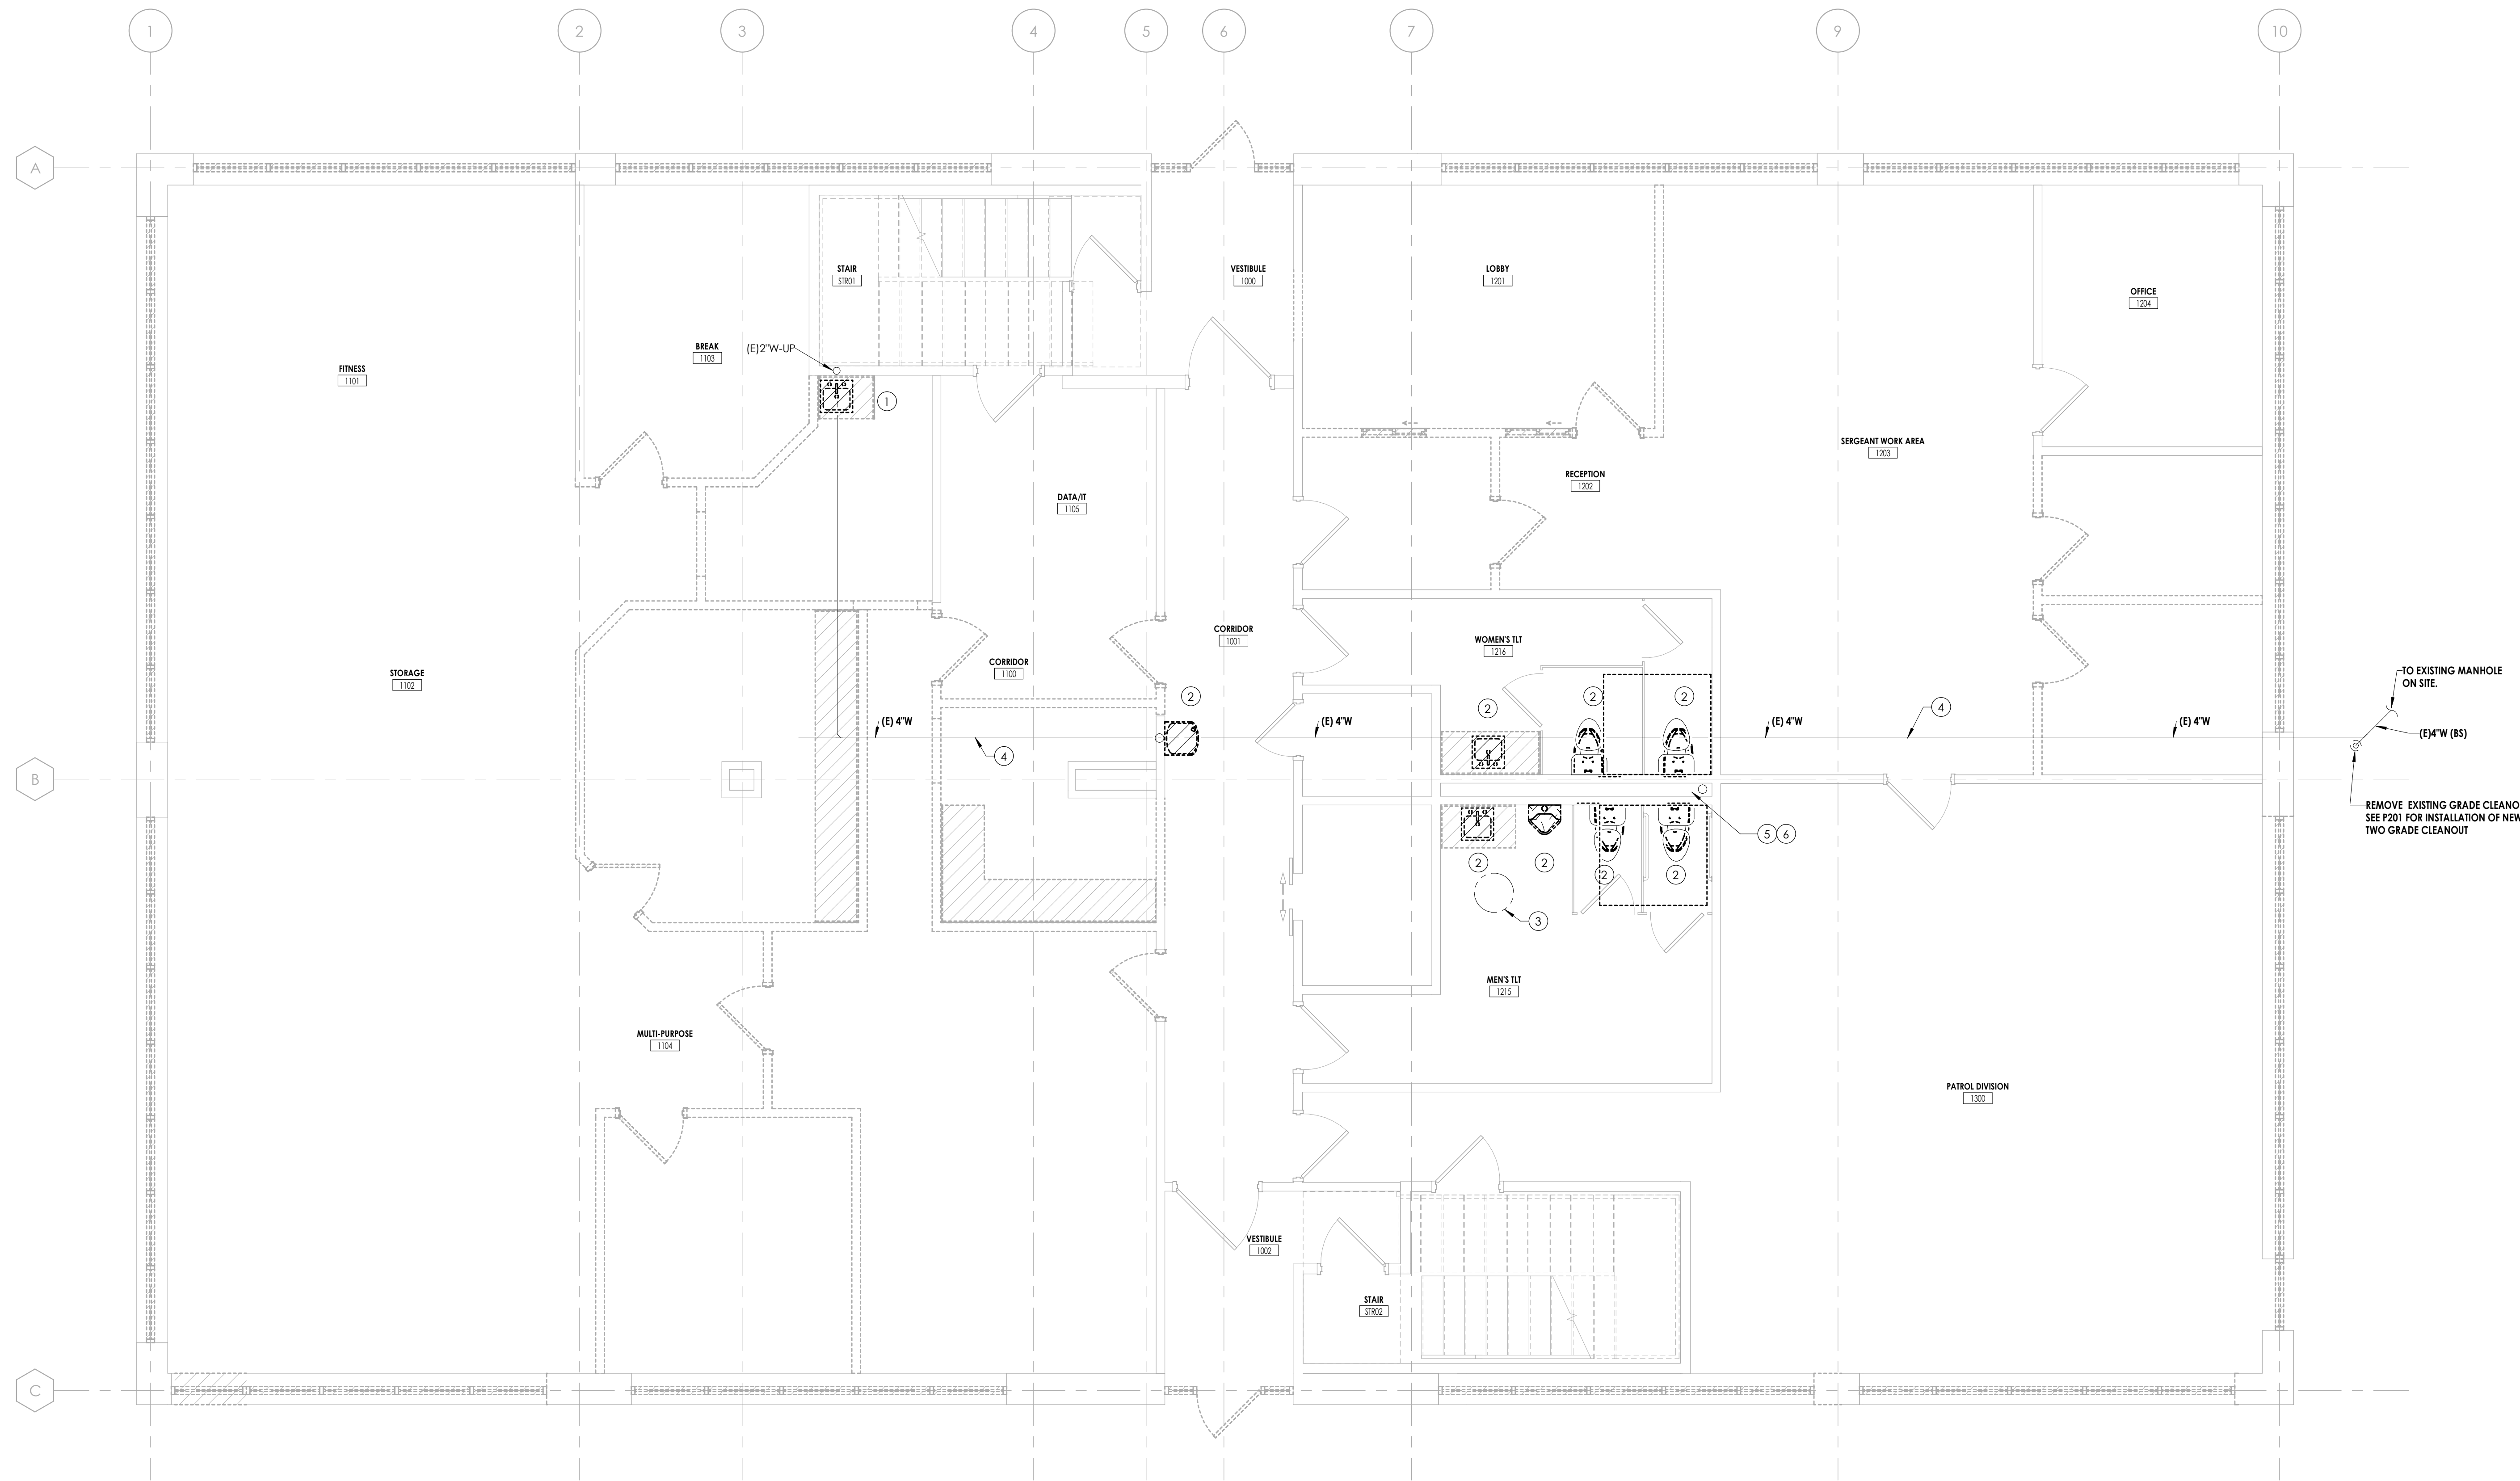 1
2
3
4
5
6
7
9
10
A
STAIR
STR01
VESTIBULE
1000
LOBBY
1201
OFFICE
1204
BREAK
1103
(E)2"W-UP
FITNESS
1101
1
SERGEANT WORK AREA
1203
RECEPTION
1202
DATA/IT
1105
CORRIDOR
1001
WOMEN'S TLT
1216
CORRIDOR
1100
STORAGE
1102
TO EXISTING MANHOLE
ON SITE.
2
2
2
2
4
(E) 4"W
(E) 4"W
(E) 4"W
(E) 4"W
(E)4"W (BS)
4
B
REMOVE EXISTING GRADE CLEANO
SEE P201 FOR INSTALLATION OF NEW
TWO GRADE CLEANOUT
5
6
2
2
2
2
3
MEN'S TLT
1215
MULTI-PURPOSE
1104
PATROL DIVISION
1300
VESTIBULE
1002
STAIR
STR02
C